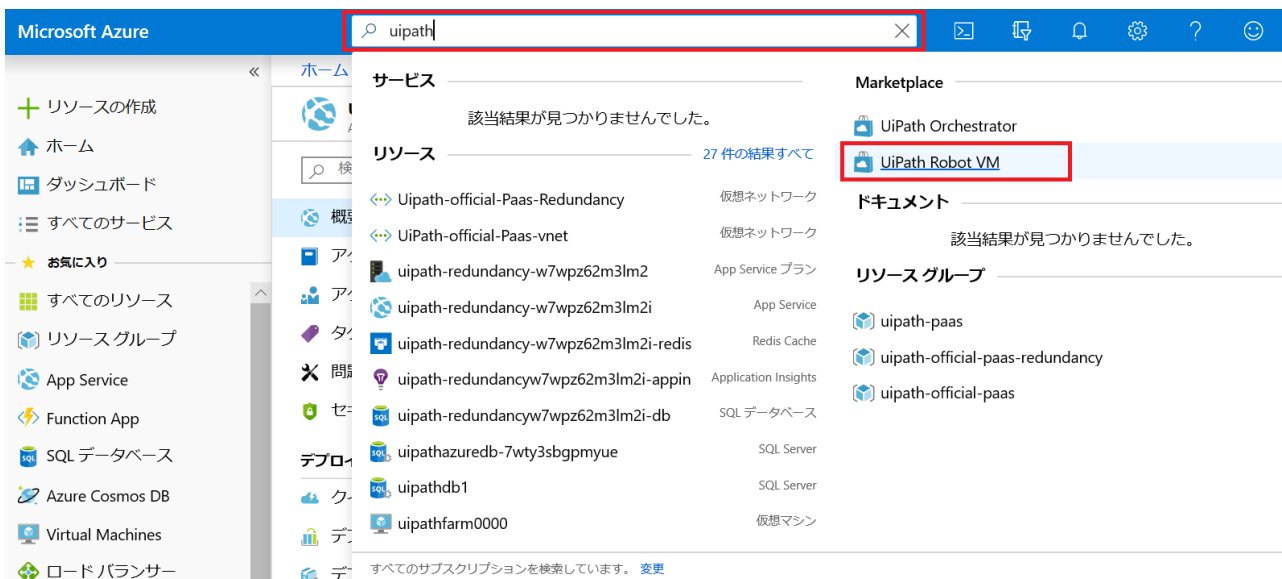 Microsoft Azure
uipath
«
リソースの作成
ホーム
ダッシュボード
すべてのサービス
お気に入り
すべてのリソース
リソース グループ
App Service
Function App
SQL データベース
Azure Cosmos DB
Virtual Machines
ロード バランサー
ホーム
検
概要
タグ
問題
サービス
該当結果が見つかりませんでした。
リソース
27 件の結果すべて
Uipath-official-Paas-Redundancy 仮想ネットワーク
UiPath-official-Paas-vnet 仮想ネットワーク
uipath-redundancy-w7wpz62m3lm2 App Service プラン
uipath-redundancy-w7wpz62m3lm2i App Service
uipath-redundancy-w7wpz62m3lm2i-redis Redis Cache
uipath-redundancyw7wpz62m3lm2i-appin Application Insights
uipath-redundancyw7wpz62m3lm2i-db SQL データベース
uipathazuredb-7wty3sbgpmyue SQL Server
uipathdb1 SQL Server
uipathfarm0000 仮想マシン
すべてのサブスクリプションを検索しています。 変更
Marketplace
UiPath Orchestrator
UiPath Robot VM
ドキュメント
該当結果が見つかりませんでした。
リソース グループ
uipath-paas
uipath-official-paas-redundancy
uipath-official-paas